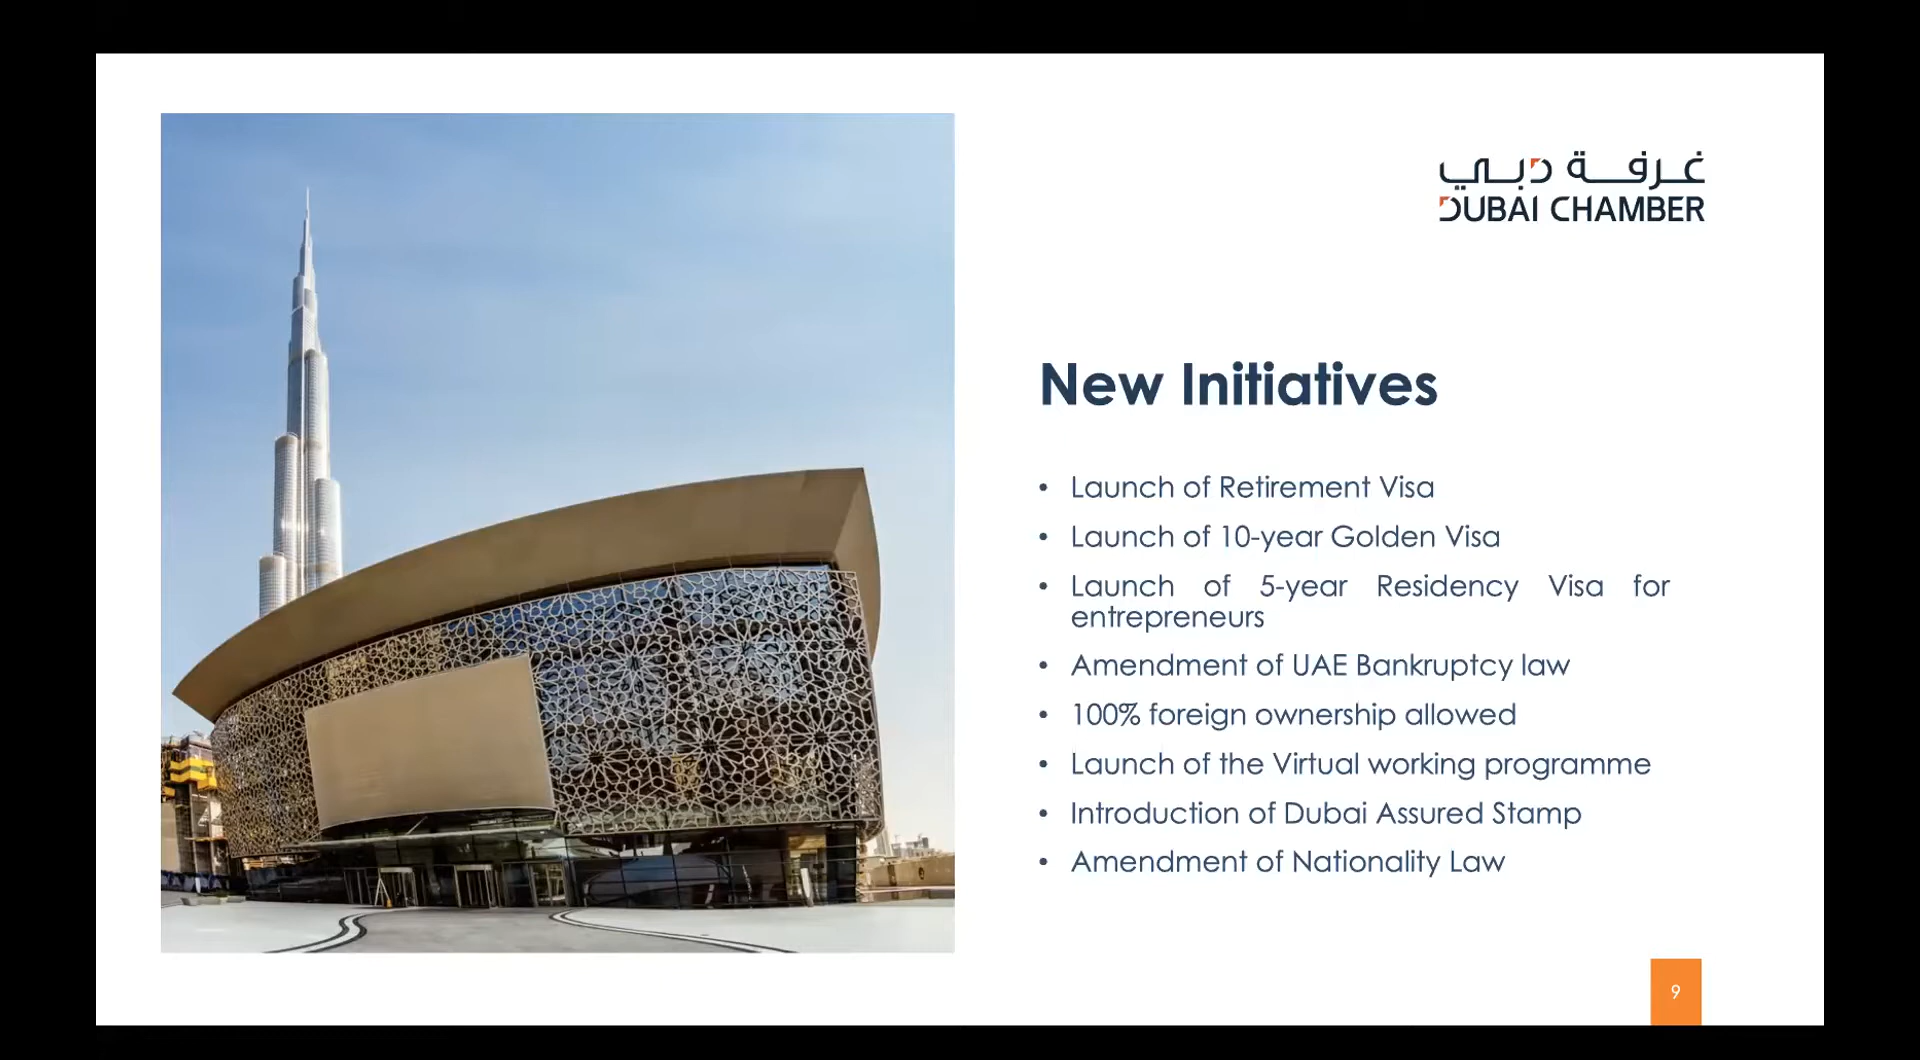 غرفة دبي
DUBAI CHAMBER
New Initiatives
• Launch of Retirement Visa
• Launch of 10-year Golden Visa
• Launch of 5-year Residency Visa for
entrepreneurs
• Amendment of UAE Bankruptcy law
• 100% foreign ownership allowed
• Launch of the Virtual working programme
• Introduction of Dubai Assured Stamp
• Amendment of Nationality Law
9